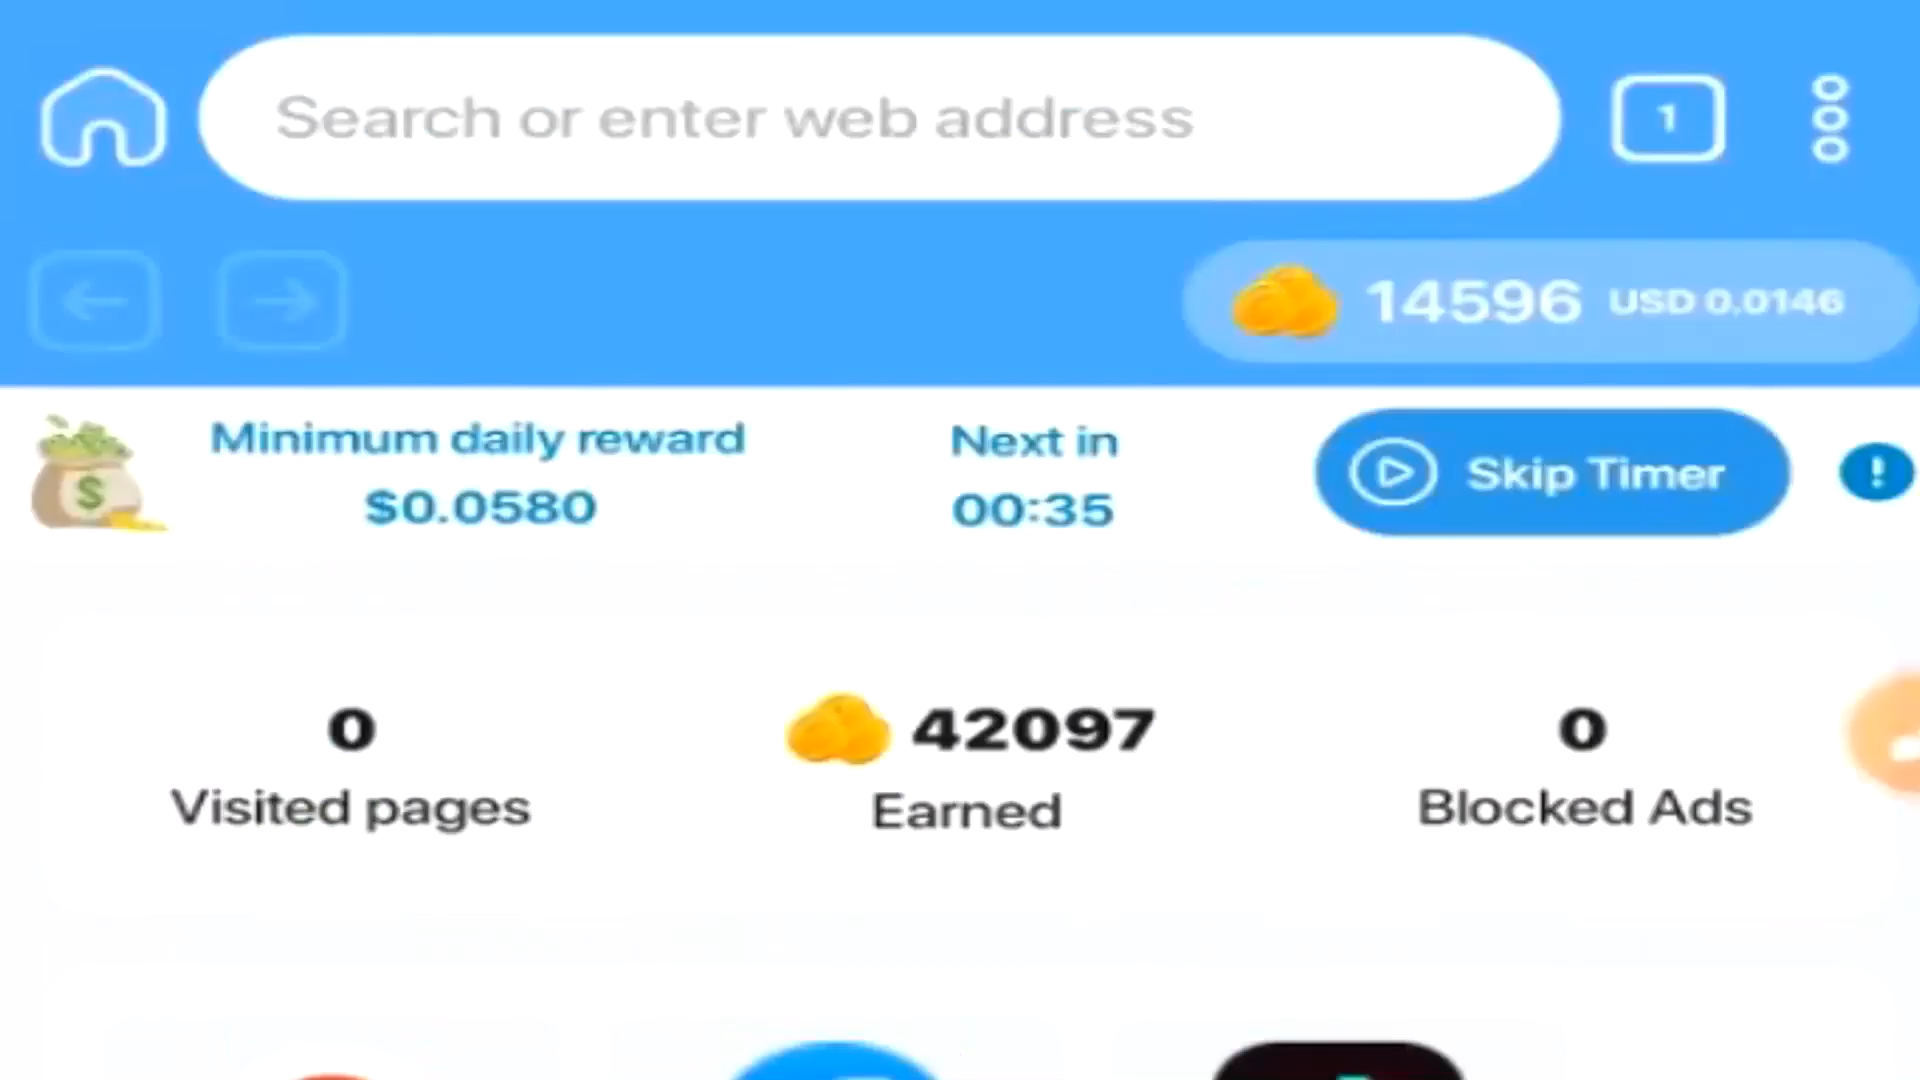 Search or enter web address
1
14596 USD 0.0146
Minimum daily reward
$0.0580
Next in
00:35
Skip Timer
!
0
Visited pages
42097
Earned
0
Blocked Ads